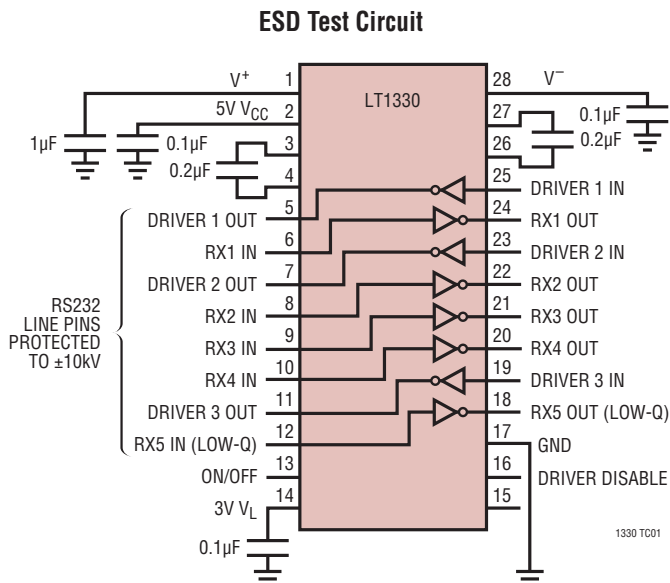 ESD Test Circuit
LT1330
V+ 1
5V VCC 2
3
4
1µF
0.1µF
0.2µF
DRIVER 1 OUT 5
RX1 IN 6
DRIVER 2 OUT 7
RX2 IN 8
RX3 IN 9
RX4 IN 10
DRIVER 3 OUT 11
RX5 IN (LOW-Q) 12
ON/OFF 13
3V VL 14
0.1µF
RS232
LINE PINS
PROTECTED
TO ±10kV
28 V−
27
26
0.1µF
0.2µF
25 DRIVER 1 IN
24 RX1 OUT
23 DRIVER 2 IN
22 RX2 OUT
21 RX3 OUT
20 RX4 OUT
19 DRIVER 3 IN
18 RX5 OUT (LOW-Q)
17 GND
16 DRIVER DISABLE
15
1330 TC01